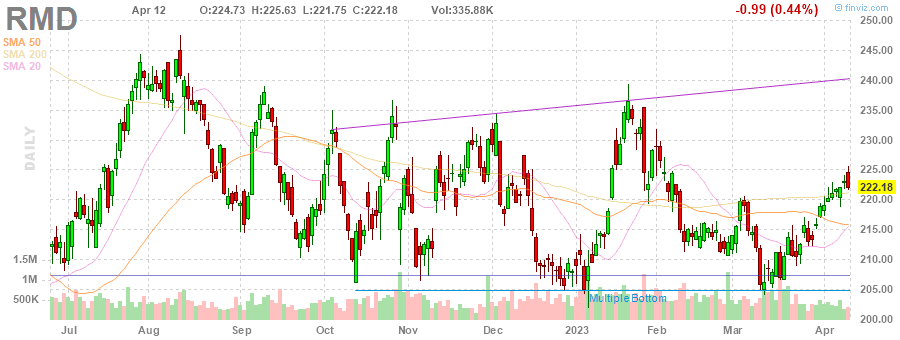 RMD Apr 12 O:224.73 H:225.63 L:221.75 C:222.18 Vol:335.88K -0.99 (0.44%) © finviz.com
SMA 50
SMA 200
SMA 20
DAILY
250.00
245.00
240.00
235.00
230.00
225.00
222.18
220.00
215.00
210.00
205.00
200.00
1.5M
1M
500K
Multiple Bottom
Jul Aug Sep Oct Nov Dec 2023 Feb Mar Apr